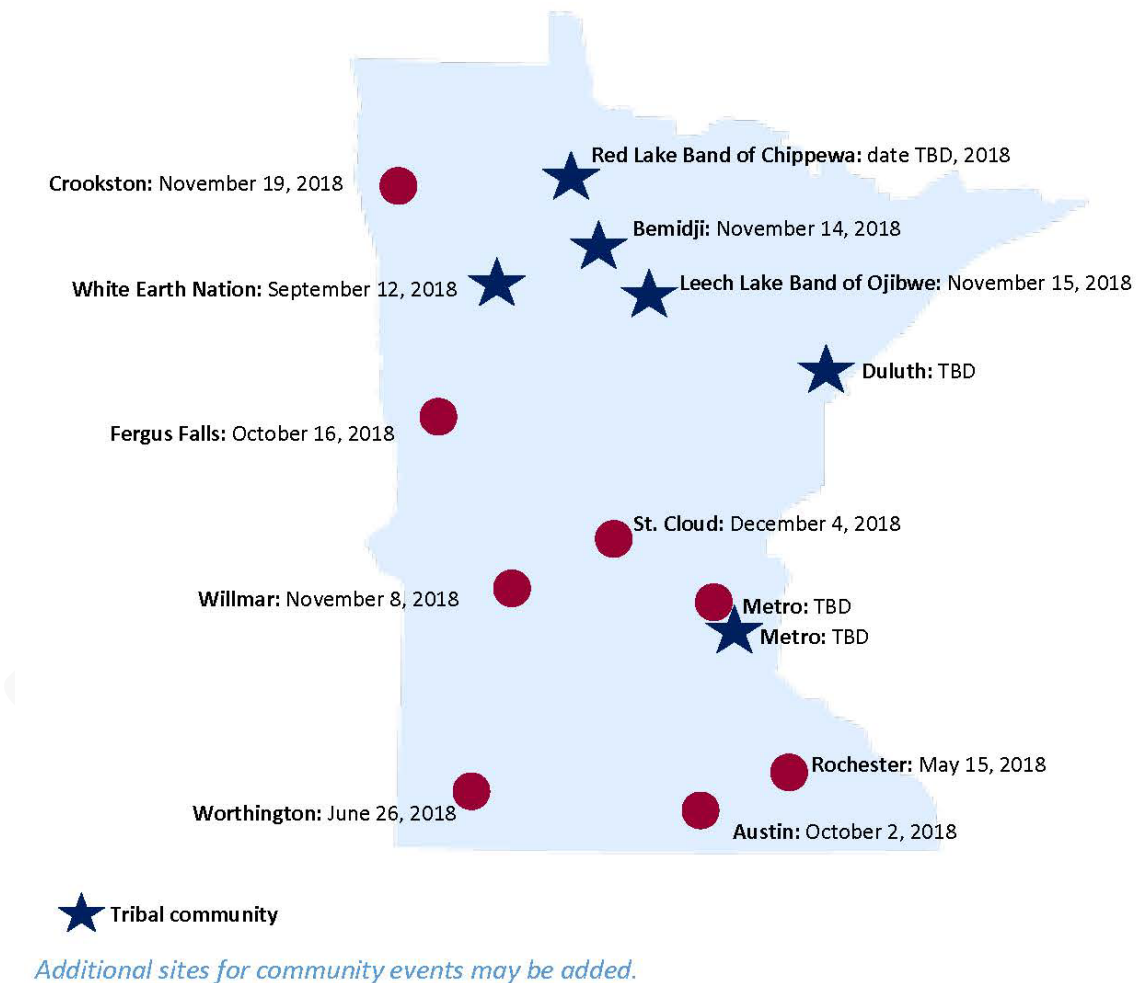 Red Lake Band of Chippewa: date TBD, 2018
Crookston: November 19, 2018
Bemidji: November 14, 2018
White Earth Nation: September 12, 2018
Leech Lake Band of Ojibwe: November 15, 2018
Duluth: TBD
Fergus Falls: October 16, 2018
St. Cloud: December 4, 2018
Willmar: November 8, 2018
Metro: TBD
Metro: TBD
Rochester: May 15, 2018
Worthington: June 26, 2018
Austin: October 2, 2018
Tribal community
Additional sites for community events may be added.